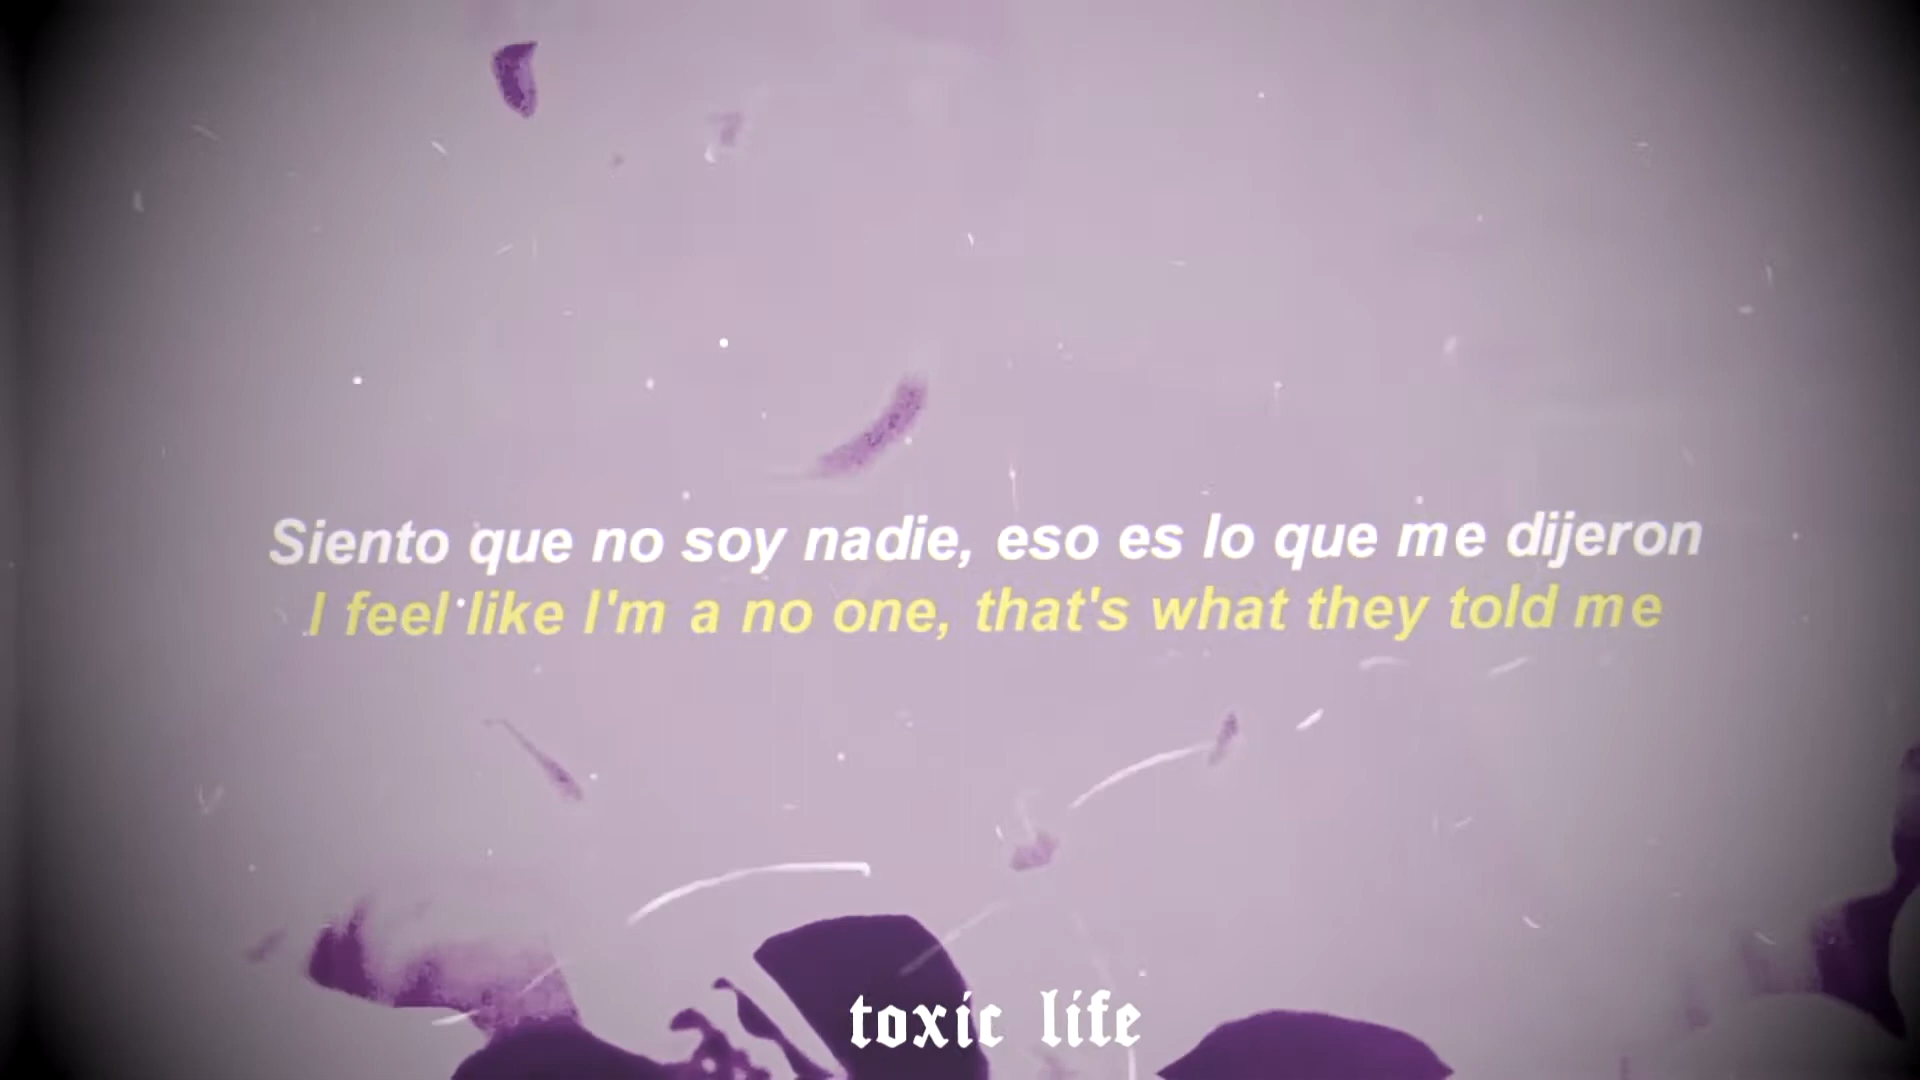 Siento que no soy nadie, eso es lo que me dijeron
I feel like I'm a no one, that's what they told me
toxic life